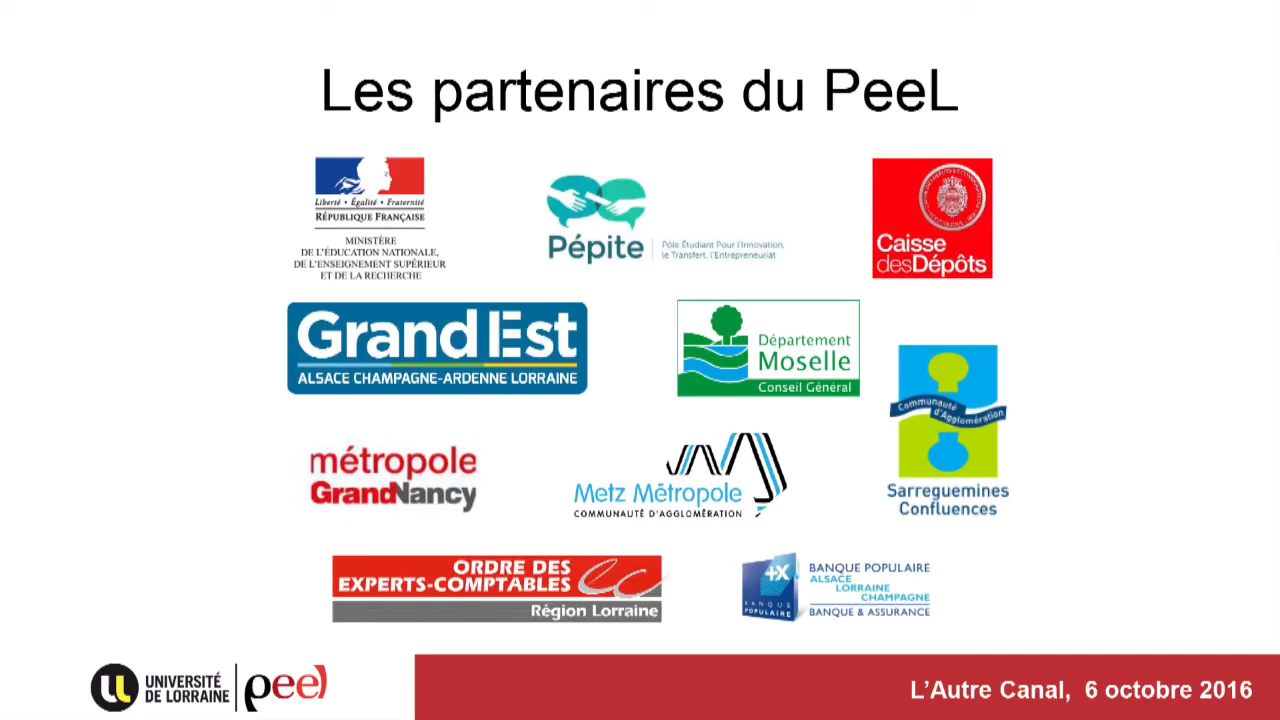 Les partenaires du PeeL
Liberté • Égalité • Fraternité
RÉPUBLIQUE FRANÇAISE
MINISTÈRE
DE L'ÉDUCATION NATIONALE,
DE L'ENSEIGNEMENT SUPÉRIEUR
ET DE LA RECHERCHE
Pépite
Pôle Étudiant Pour l'Innovation,
le Transfert, l'Entrepreneuriat
Caisse
desDépôts
GrandEst
ALSACE CHAMPAGNE-ARDENNE LORRAINE
Département
Moselle
Conseil Général
Communauté
d'Agglomération
Sarreguemines
Confluences
métropole
GrandNancy
Metz Métropole
COMMUNAUTÉ D'AGGLOMÉRATION
ORDRE DES
EXPERTS-COMPTABLES
Région Lorraine
+X
BANQUE
POPULAIRE
BANQUE POPULAIRE
ALSACE
LORRAINE
CHAMPAGNE
BANQUE & ASSURANCE
UNIVERSITÉ
DE LORRAINE
peel
L'Autre Canal, 6 octobre 2016